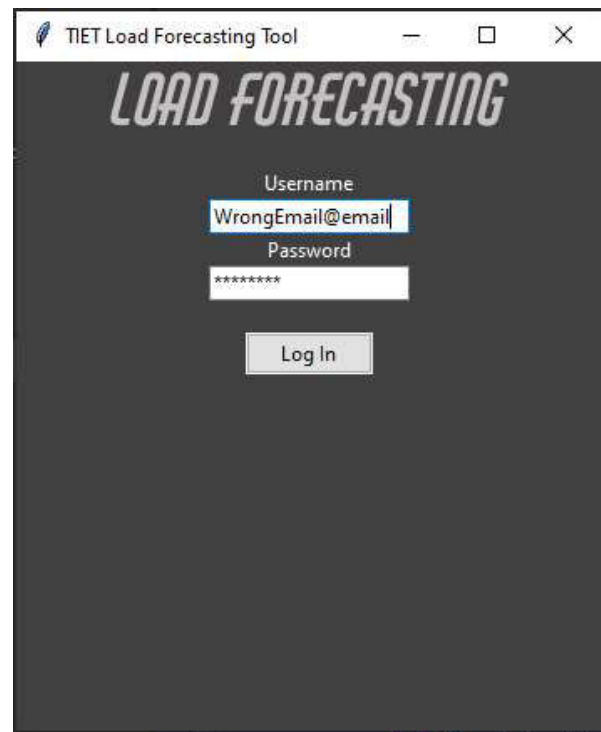 TIET Load Forecasting Tool
LOAD FORECASTING
Username
WrongEmail@email
Password
********
Log In